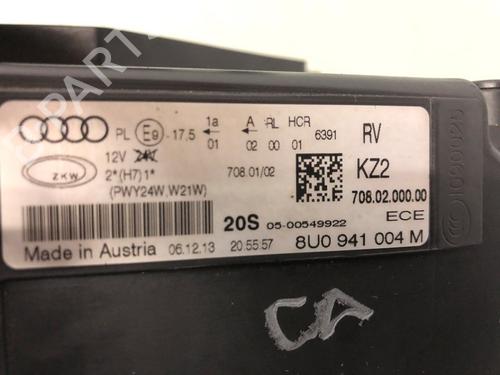 PL E9 17,5 1a A RL HCR 6391 RV
01 02 00 01
12V 24V
ZKW 2*(H7)1* 708.01/02 KZ2
(PWY24W,W21W) 708.02.000.00
20S 05-00549922 ECE
Made in Austria 06.12.13 20:55:57 8U0 941 004 M
CA